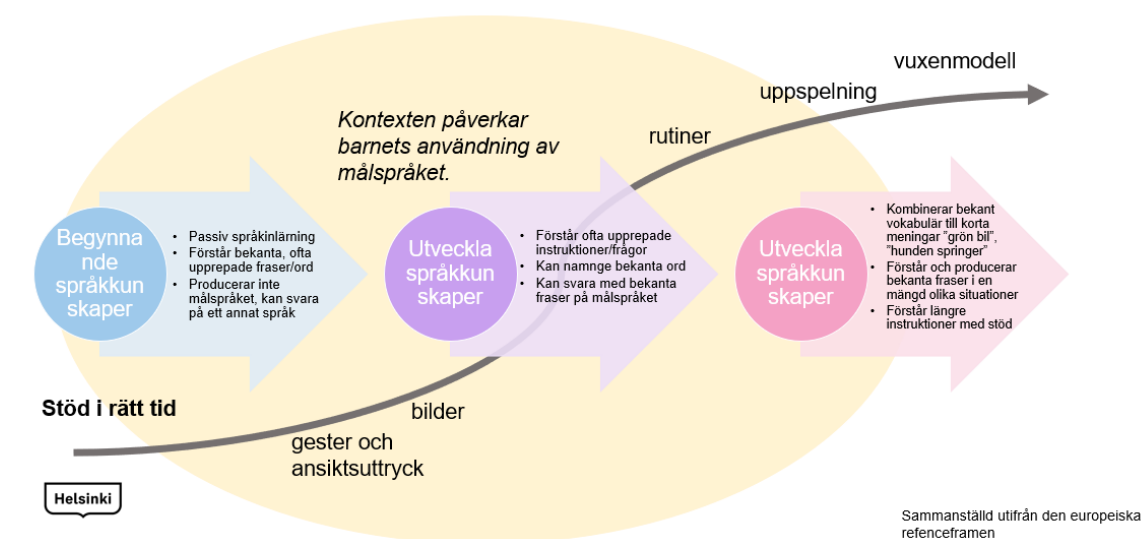 vuxenmodell
uppspelning
rutiner
Kontexten påverkar
barnets användning av
målspråket.
Begynna
nde
språkkun
skaper
• Passiv språkinlärning
• Förstår bekanta, ofta
upprepade fraser/ord
• Producerar inte
målspråket, kan svara
på ett annat språk
Utveckla
språkkun
skaper
• Förstår ofta upprepade
instruktioner/frågor
• Kan namnge bekanta ord
• Kan svara med bekanta
fraser på målspråket
Utveckla
språkkun
skaper
• Kombinerar bekant
vokabulär till korta
meningar ”grön bil”,
”hunden springer”
• Förstår och producerar
bekanta fraser i en
mängd olika situationer
• Förstår längre
instruktioner med stöd
Stöd i rätt tid
bilder
gester och
ansiktsuttryck
Helsinki
Sammanställd utifrån den europeiska
refenceframen